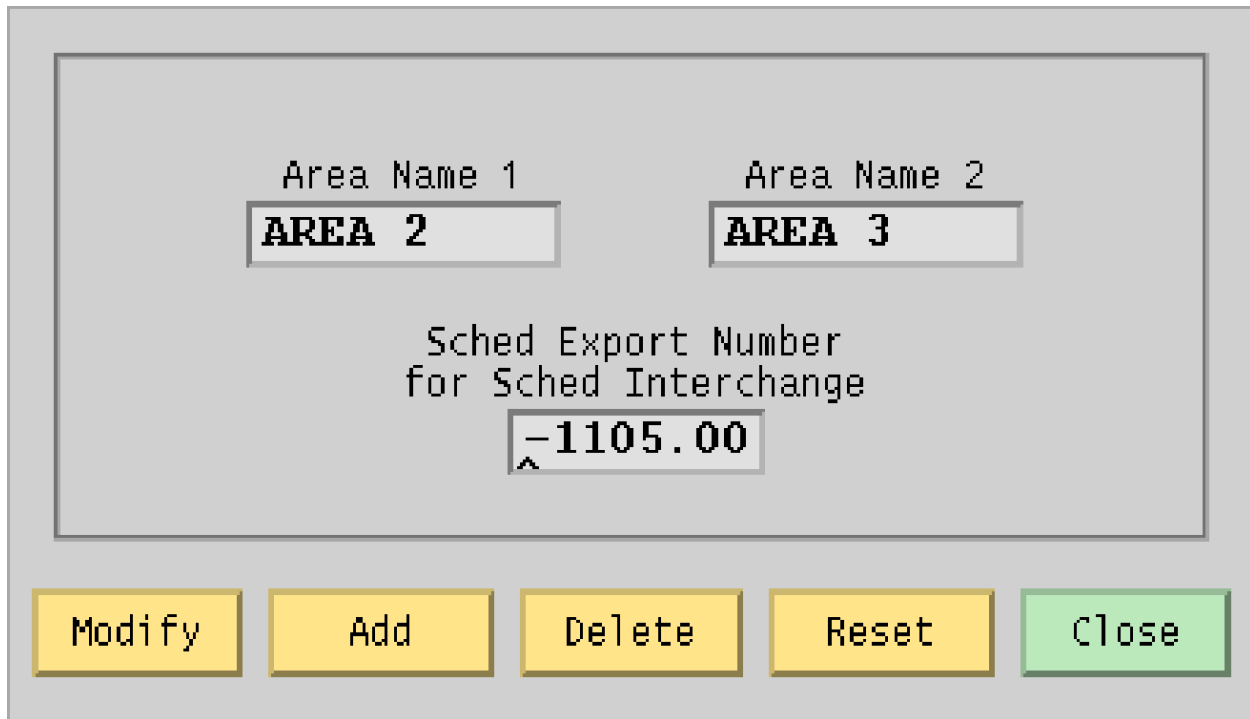 Area Name 1 Area Name 2
AREA 2 AREA 3
Sched Export Number
for Sched Interchange
-1105.00
Modify Add Delete Reset Close